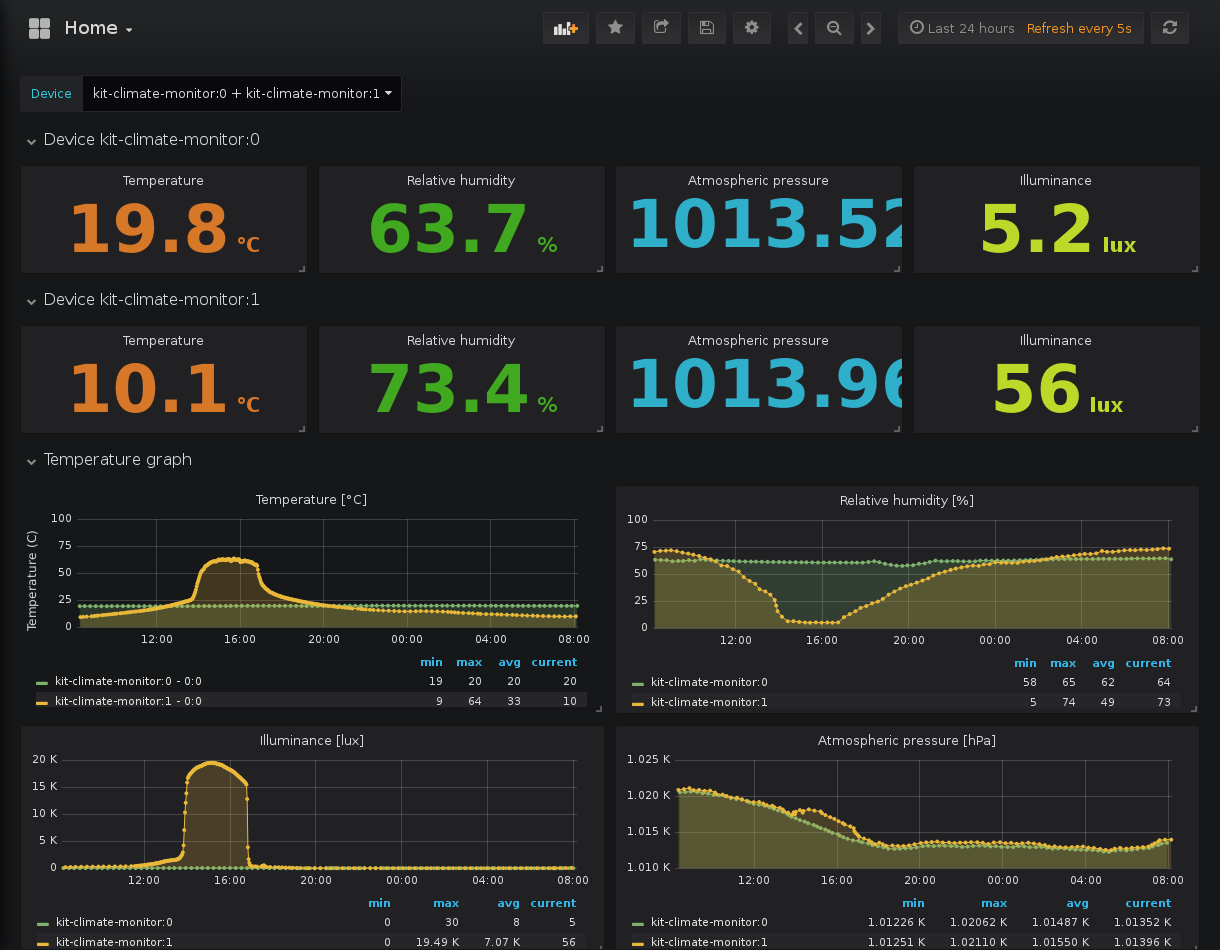 Home
Last 24 hours Refresh every 5s
Device kit-climate-monitor:0 + kit-climate-monitor:1
Device kit-climate-monitor:0
Temperature Relative humidity Atmospheric pressure Illuminance
19.8 °C 63.7 % 1013.52 5.2 lux
Device kit-climate-monitor:1
Temperature Relative humidity Atmospheric pressure Illuminance
10.1 °C 73.4 % 1013.96 56 lux
Temperature graph
Temperature [°C]
Temperature (C)
100
75
50
25
0
12:00 16:00 20:00 00:00 04:00 08:00
min max avg current
kit-climate-monitor:0 - 0:0 19 20 20 20
kit-climate-monitor:1 - 0:0 9 64 33 10
Relative humidity [%]
100
75
50
25
0
12:00 16:00 20:00 00:00 04:00 08:00
min max avg current
kit-climate-monitor:0 58 65 62 64
kit-climate-monitor:1 5 74 49 73
Illuminance [lux]
20 K
15 K
10 K
5 K
0
12:00 16:00 20:00 00:00 04:00 08:00
min max avg current
kit-climate-monitor:0 0 30 8 5
kit-climate-monitor:1 0 19.49 K 7.07 K 56
Atmospheric pressure [hPa]
1.025 K
1.020 K
1.015 K
1.010 K
12:00 16:00 20:00 00:00 04:00 08:00
min max avg current
kit-climate-monitor:0 1.01226 K 1.02062 K 1.01487 K 1.01352 K
kit-climate-monitor:1 1.01251 K 1.02110 K 1.01550 K 1.01396 K